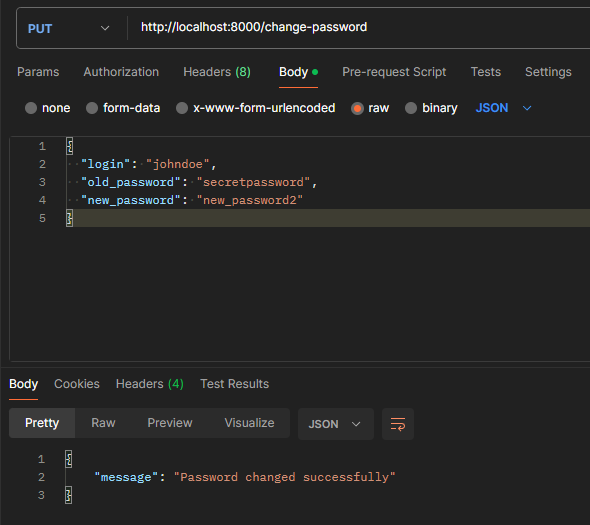 PUT http://localhost:8000/change-password
Params Authorization Headers (8) Body Pre-request Script Tests Settings
none form-data x-www-form-urlencoded raw binary JSON
1 {
2 "login": "johndoe",
3 "old_password": "secretpassword",
4 "new_password": "new_password2"
5 }
Body Cookies Headers (4) Test Results
Pretty Raw Preview Visualize JSON
1 {
2 "message": "Password changed successfully"
3 }